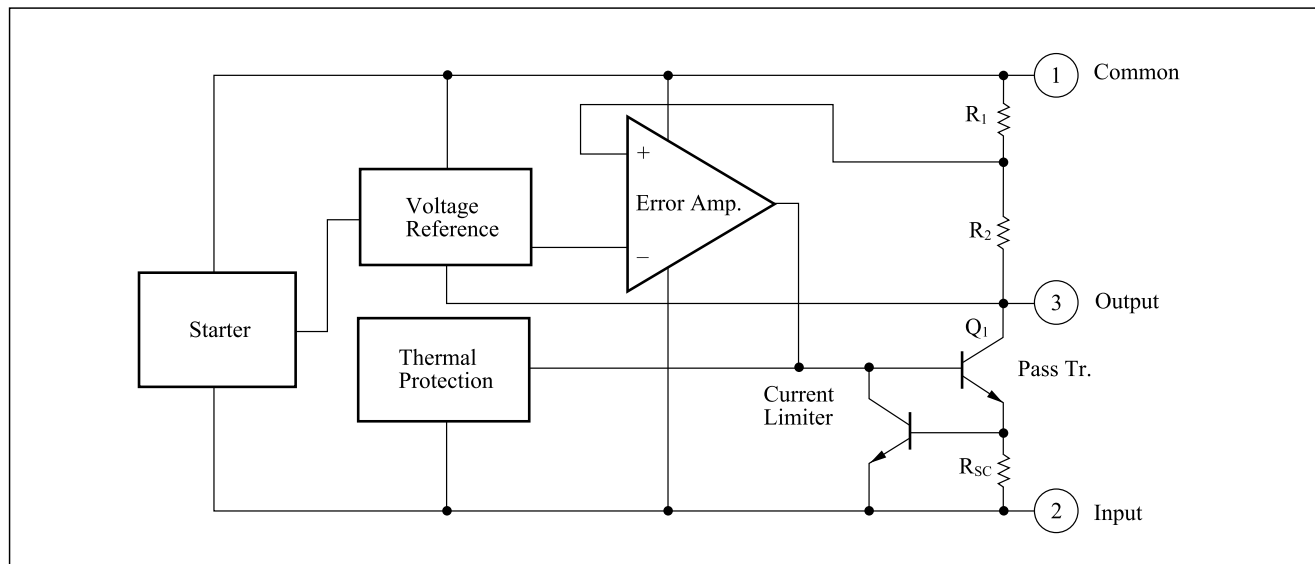 1
Common
R1
+
Voltage
Reference
Error Amp.
R2
−
Starter
3
Output
Q1
Thermal
Protection
Pass Tr.
Current
Limiter
RSC
2
Input